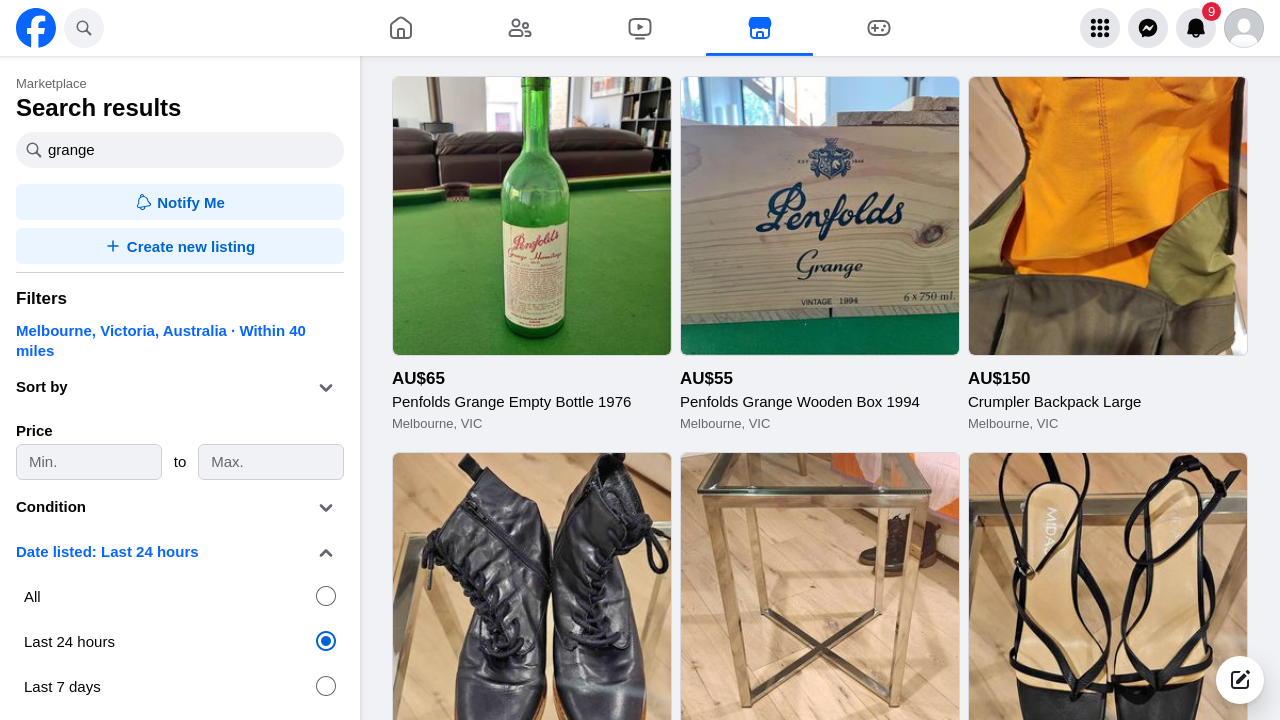 9
Marketplace
Search results
grange
Notify Me
Create new listing
Filters
Melbourne, Victoria, Australia · Within 40
miles
Sort by
Price
Min.
to
Max.
Condition
Date listed: Last 24 hours
All
Last 24 hours
Last 7 days
Penfolds
Grange Hermitage
Penfolds
Grange
VINTAGE 1994
6 x 750 ml.
AU$65
Penfolds Grange Empty Bottle 1976
Melbourne, VIC
AU$55
Penfolds Grange Wooden Box 1994
Melbourne, VIC
AU$150
Crumpler Backpack Large
Melbourne, VIC